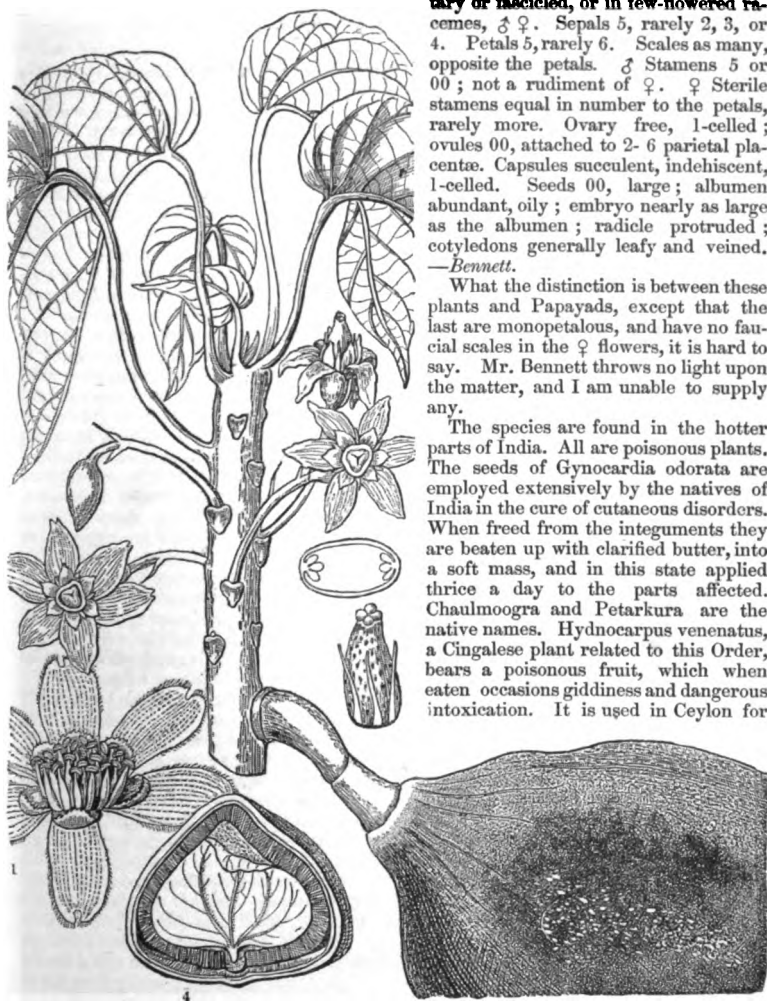 tary or fascicled, or in few-flowered ra-
cemes, ♂ ♀. Sepals 5, rarely 2, 3, or
4. Petals 5, rarely 6. Scales as many,
opposite the petals. ♂ Stamens 5 or
00 ; not a rudiment of ♀. ♀ Sterile
stamens equal in number to the petals,
rarely more. Ovary free, 1-celled ;
ovules 00, attached to 2- 6 parietal pla-
centæ. Capsules succulent, indehiscent,
1-celled. Seeds 00, large ; albumen
abundant, oily ; embryo nearly as large
as the albumen ; radicle protruded ;
cotyledons generally leafy and veined.
—Bennett.
What the distinction is between these
plants and Papayads, except that the
last are monopetalous, and have no fau-
cial scales in the ♀ flowers, it is hard to
say. Mr. Bennett throws no light upon
the matter, and I am unable to supply
any.
The species are found in the hotter
parts of India. All are poisonous plants.
The seeds of Gynocardia odorata are
employed extensively by the natives of
India in the cure of cutaneous disorders.
When freed from the integuments they
are beaten up with clarified butter, into
a soft mass, and in this state applied
thrice a day to the parts affected.
Chaulmoogra and Petarkura are the
native names. Hydnocarpus venenatus,
a Cingalese plant related to this Order,
bears a poisonous fruit, which when
eaten occasions giddiness and dangerous
intoxication. It is used in Ceylon for
1
4